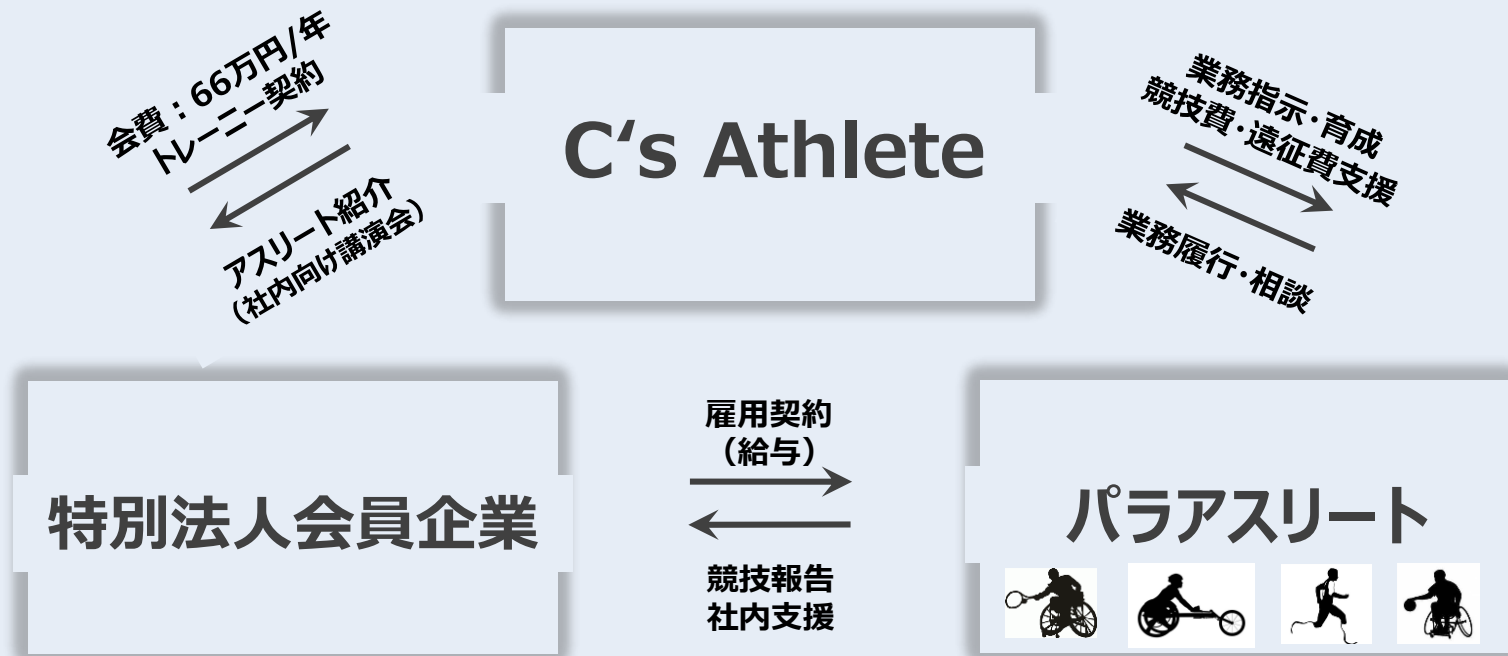 会費：66万円/年
トレーニー契約
アスリート紹介
（社内向け講演会）
C‘s Athlete
業務指示･育成
競技費･遠征費支援
業務履行･相談
特別法人会員企業
雇用契約
（給与）
競技報告
社内支援
パラアスリート